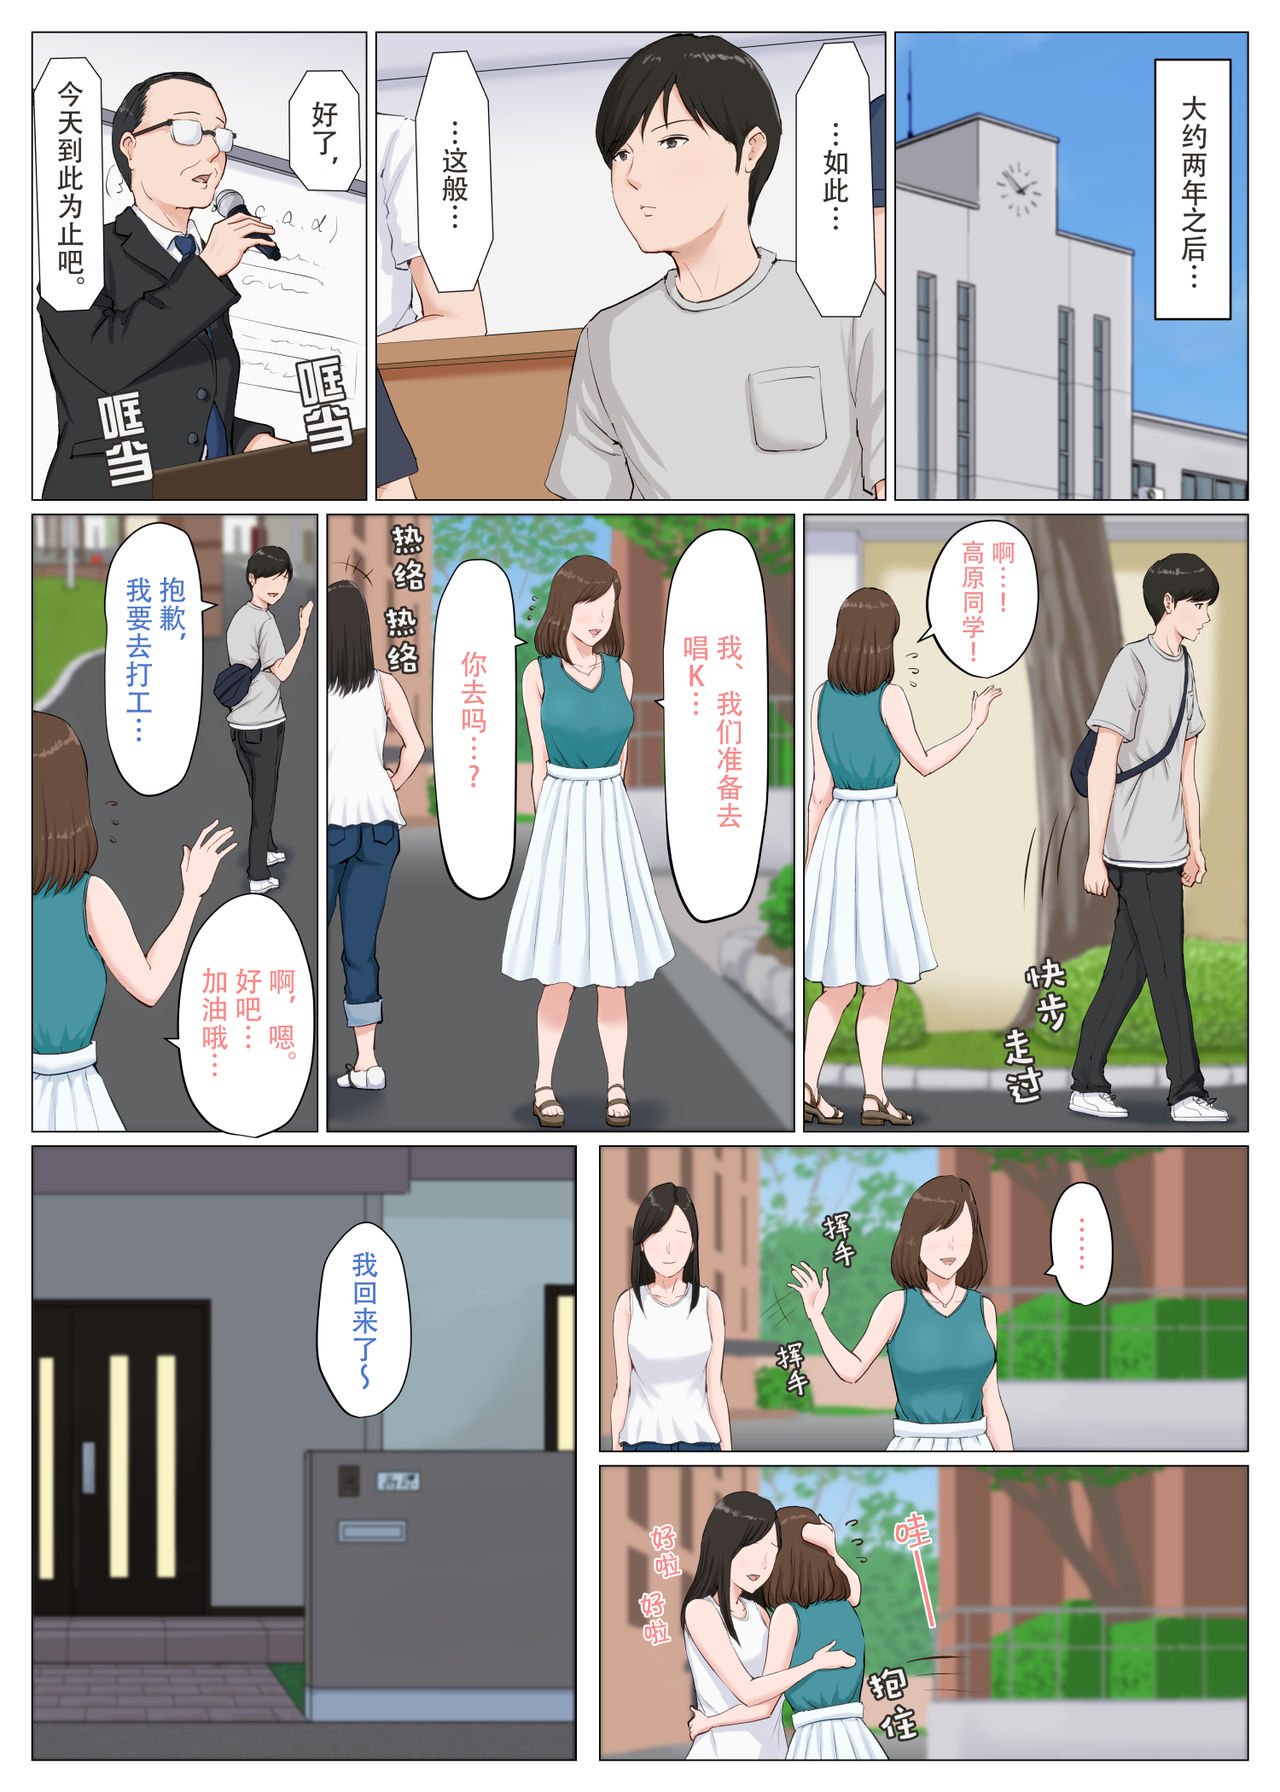 大约两年之后…
…如此…
…这般…
好了,
今天到此为止吧。
哐当
哐当
啊…!
高原同学!
快步
走过
我、我们准备去
唱K…
你去吗…?
热络
热络
抱歉,
我要去打工…
啊,嗯。
好吧…
加油哦…
……
挥手
挥手
哇
好啦
好啦
抱住
我回来了~